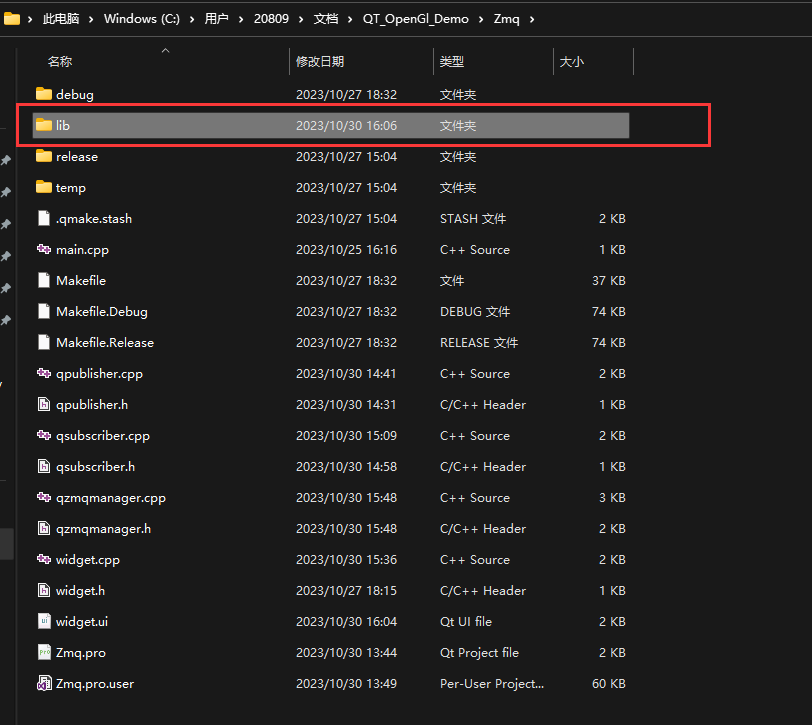 此电脑 Windows (C:) 用户 20809 文档 QT_OpenGl_Demo Zmq
名称 修改日期 类型 大小
debug 2023/10/27 18:32 文件夹
lib 2023/10/30 16:06 文件夹
release 2023/10/27 15:04 文件夹
temp 2023/10/27 15:04 文件夹
.qmake.stash 2023/10/27 15:04 STASH 文件 2 KB
main.cpp 2023/10/25 16:16 C++ Source 1 KB
Makefile 2023/10/27 18:32 文件 37 KB
Makefile.Debug 2023/10/27 18:32 DEBUG 文件 74 KB
Makefile.Release 2023/10/27 18:32 RELEASE 文件 74 KB
qpublisher.cpp 2023/10/30 14:41 C++ Source 2 KB
qpublisher.h 2023/10/30 14:31 C/C++ Header 1 KB
qsubscriber.cpp 2023/10/30 15:09 C++ Source 2 KB
qsubscriber.h 2023/10/30 14:58 C/C++ Header 1 KB
qzmqmanager.cpp 2023/10/30 15:48 C++ Source 3 KB
qzmqmanager.h 2023/10/30 15:48 C/C++ Header 2 KB
widget.cpp 2023/10/30 15:36 C++ Source 2 KB
widget.h 2023/10/27 18:15 C/C++ Header 1 KB
widget.ui 2023/10/30 16:04 Qt UI file 2 KB
Zmq.pro 2023/10/30 13:44 Qt Project file 2 KB
Zmq.pro.user 2023/10/30 13:49 Per-User Project... 60 KB